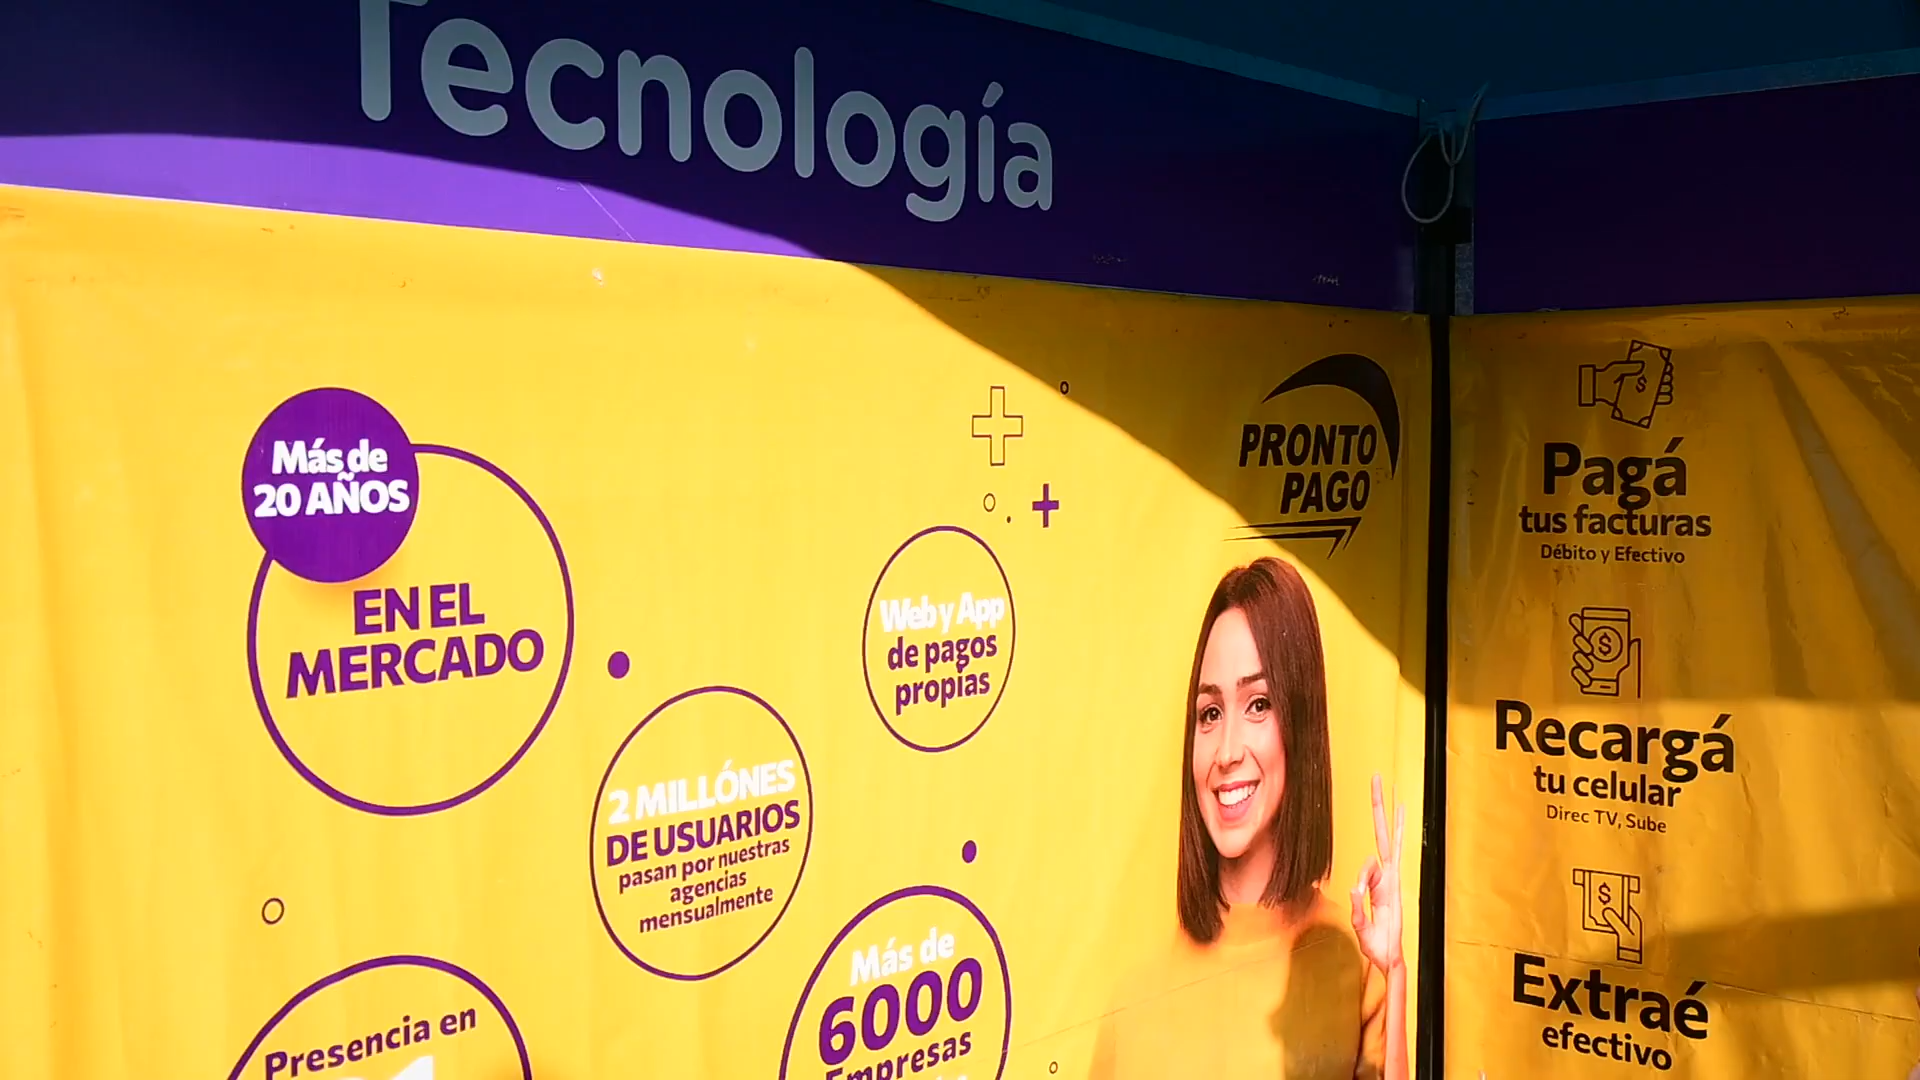 Tecnología
Más de
20 AÑOS
EN EL
MERCADO
Web y App
de pagos
propias
2 MILLÓNES
DE USUARIOS
pasan por nuestras
agencias
mensualmente
Más de
6000
Empresas
Presencia en
PRONTO
PAGO
Pagá
tus facturas
Débito y Efectivo
Recargá
tu celular
Direc TV, Sube
Extraé
efectivo